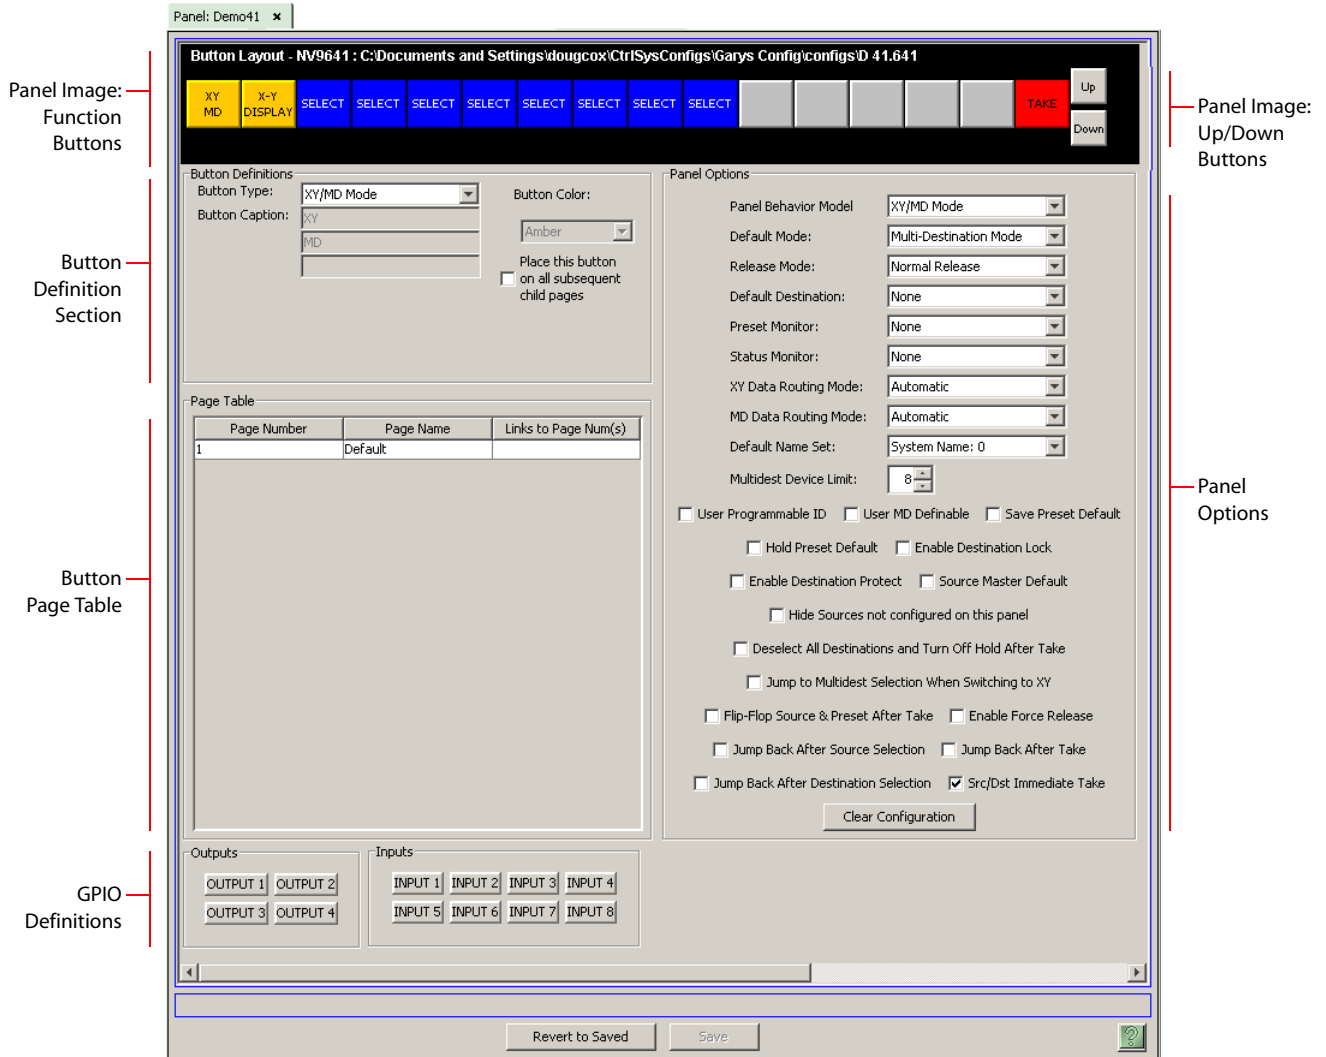 Panel: Demo41 ×
Button Layout - NV9641 : C:\Documents and Settings\dougcox\CtrlSysConfigs\Garys Config\configs\D 41.641
XY
MD
X-Y
DISPLAY
SELECT SELECT SELECT SELECT SELECT SELECT SELECT SELECT
TAKE
Up
Down
Panel Image:
Function
Buttons
Panel Image:
Up/Down
Buttons
Button Definitions
Button Type: XY/MD Mode
Button Caption: XY
MD
Button Color:
Amber
Place this button
on all subsequent
child pages
Button
Definition
Section
Page Table
Page Number Page Name Links to Page Num(s)
1 Default
Button
Page Table
Panel Options
Panel Behavior Model XY/MD Mode
Default Mode: Multi-Destination Mode
Release Mode: Normal Release
Default Destination: None
Preset Monitor: None
Status Monitor: None
XY Data Routing Mode: Automatic
MD Data Routing Mode: Automatic
Default Name Set: System Name: 0
Multidest Device Limit: 8
User Programmable ID User MD Definable Save Preset Default
Hold Preset Default Enable Destination Lock
Enable Destination Protect Source Master Default
Hide Sources not configured on this panel
Deselect All Destinations and Turn Off Hold After Take
Jump to Multidest Selection When Switching to XY
Flip-Flop Source & Preset After Take Enable Force Release
Jump Back After Source Selection Jump Back After Take
Jump Back After Destination Selection Src/Dst Immediate Take
Clear Configuration
Panel
Options
Outputs
OUTPUT 1 OUTPUT 2
OUTPUT 3 OUTPUT 4
Inputs
INPUT 1 INPUT 2 INPUT 3 INPUT 4
INPUT 5 INPUT 6 INPUT 7 INPUT 8
GPIO
Definitions
Revert to Saved Save ?